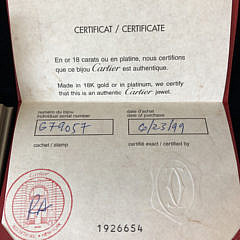 CERTIFICAT / CERTIFICATE
En or 18 carats ou en platine, nous certifions
que ce bijou Cartier est authentique.
Made in 18K gold or in platinum, we certify
that this is an authentic Cartier jewel.
numéro du bijou
individual serial number
date d'achat
date of purchase
G79057
6/23/99
cachet / stamp
certifié exact / certified by
1926654